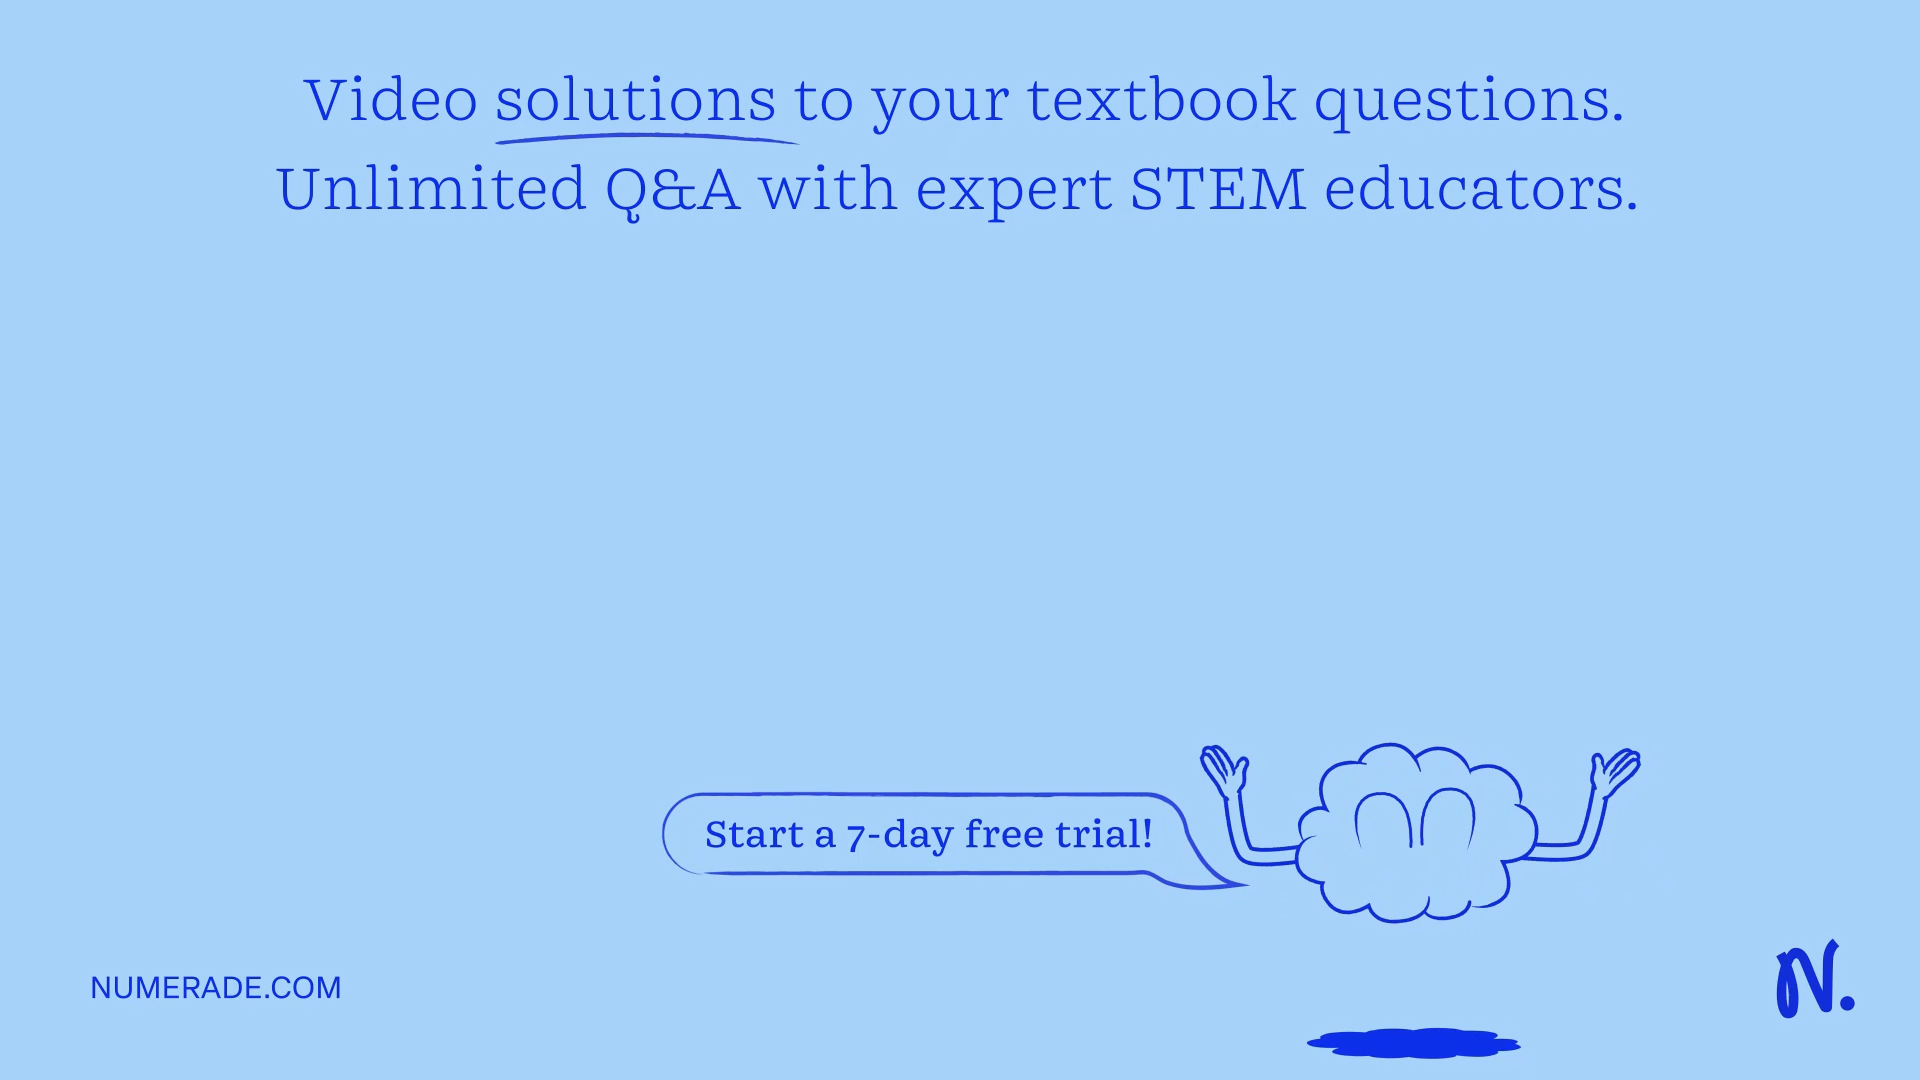 Video solutions to your textbook questions.
Unlimited Q&A with expert STEM educators.
Start a 7-day free trial!
NUMERADE.COM
N.